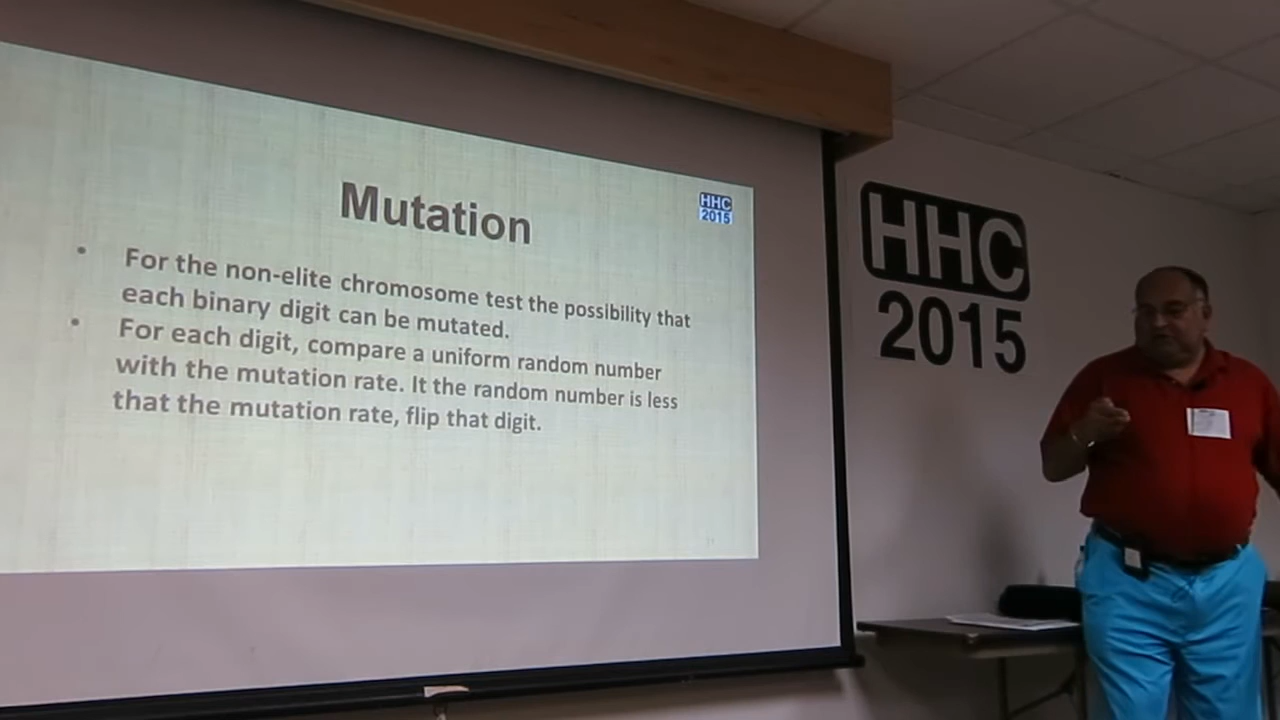 Mutation
HHC
2015
• For the non-elite chromosome test the possibility that
each binary digit can be mutated.
• For each digit, compare a uniform random number
with the mutation rate. It the random number is less
that the mutation rate, flip that digit.
HHC
2015